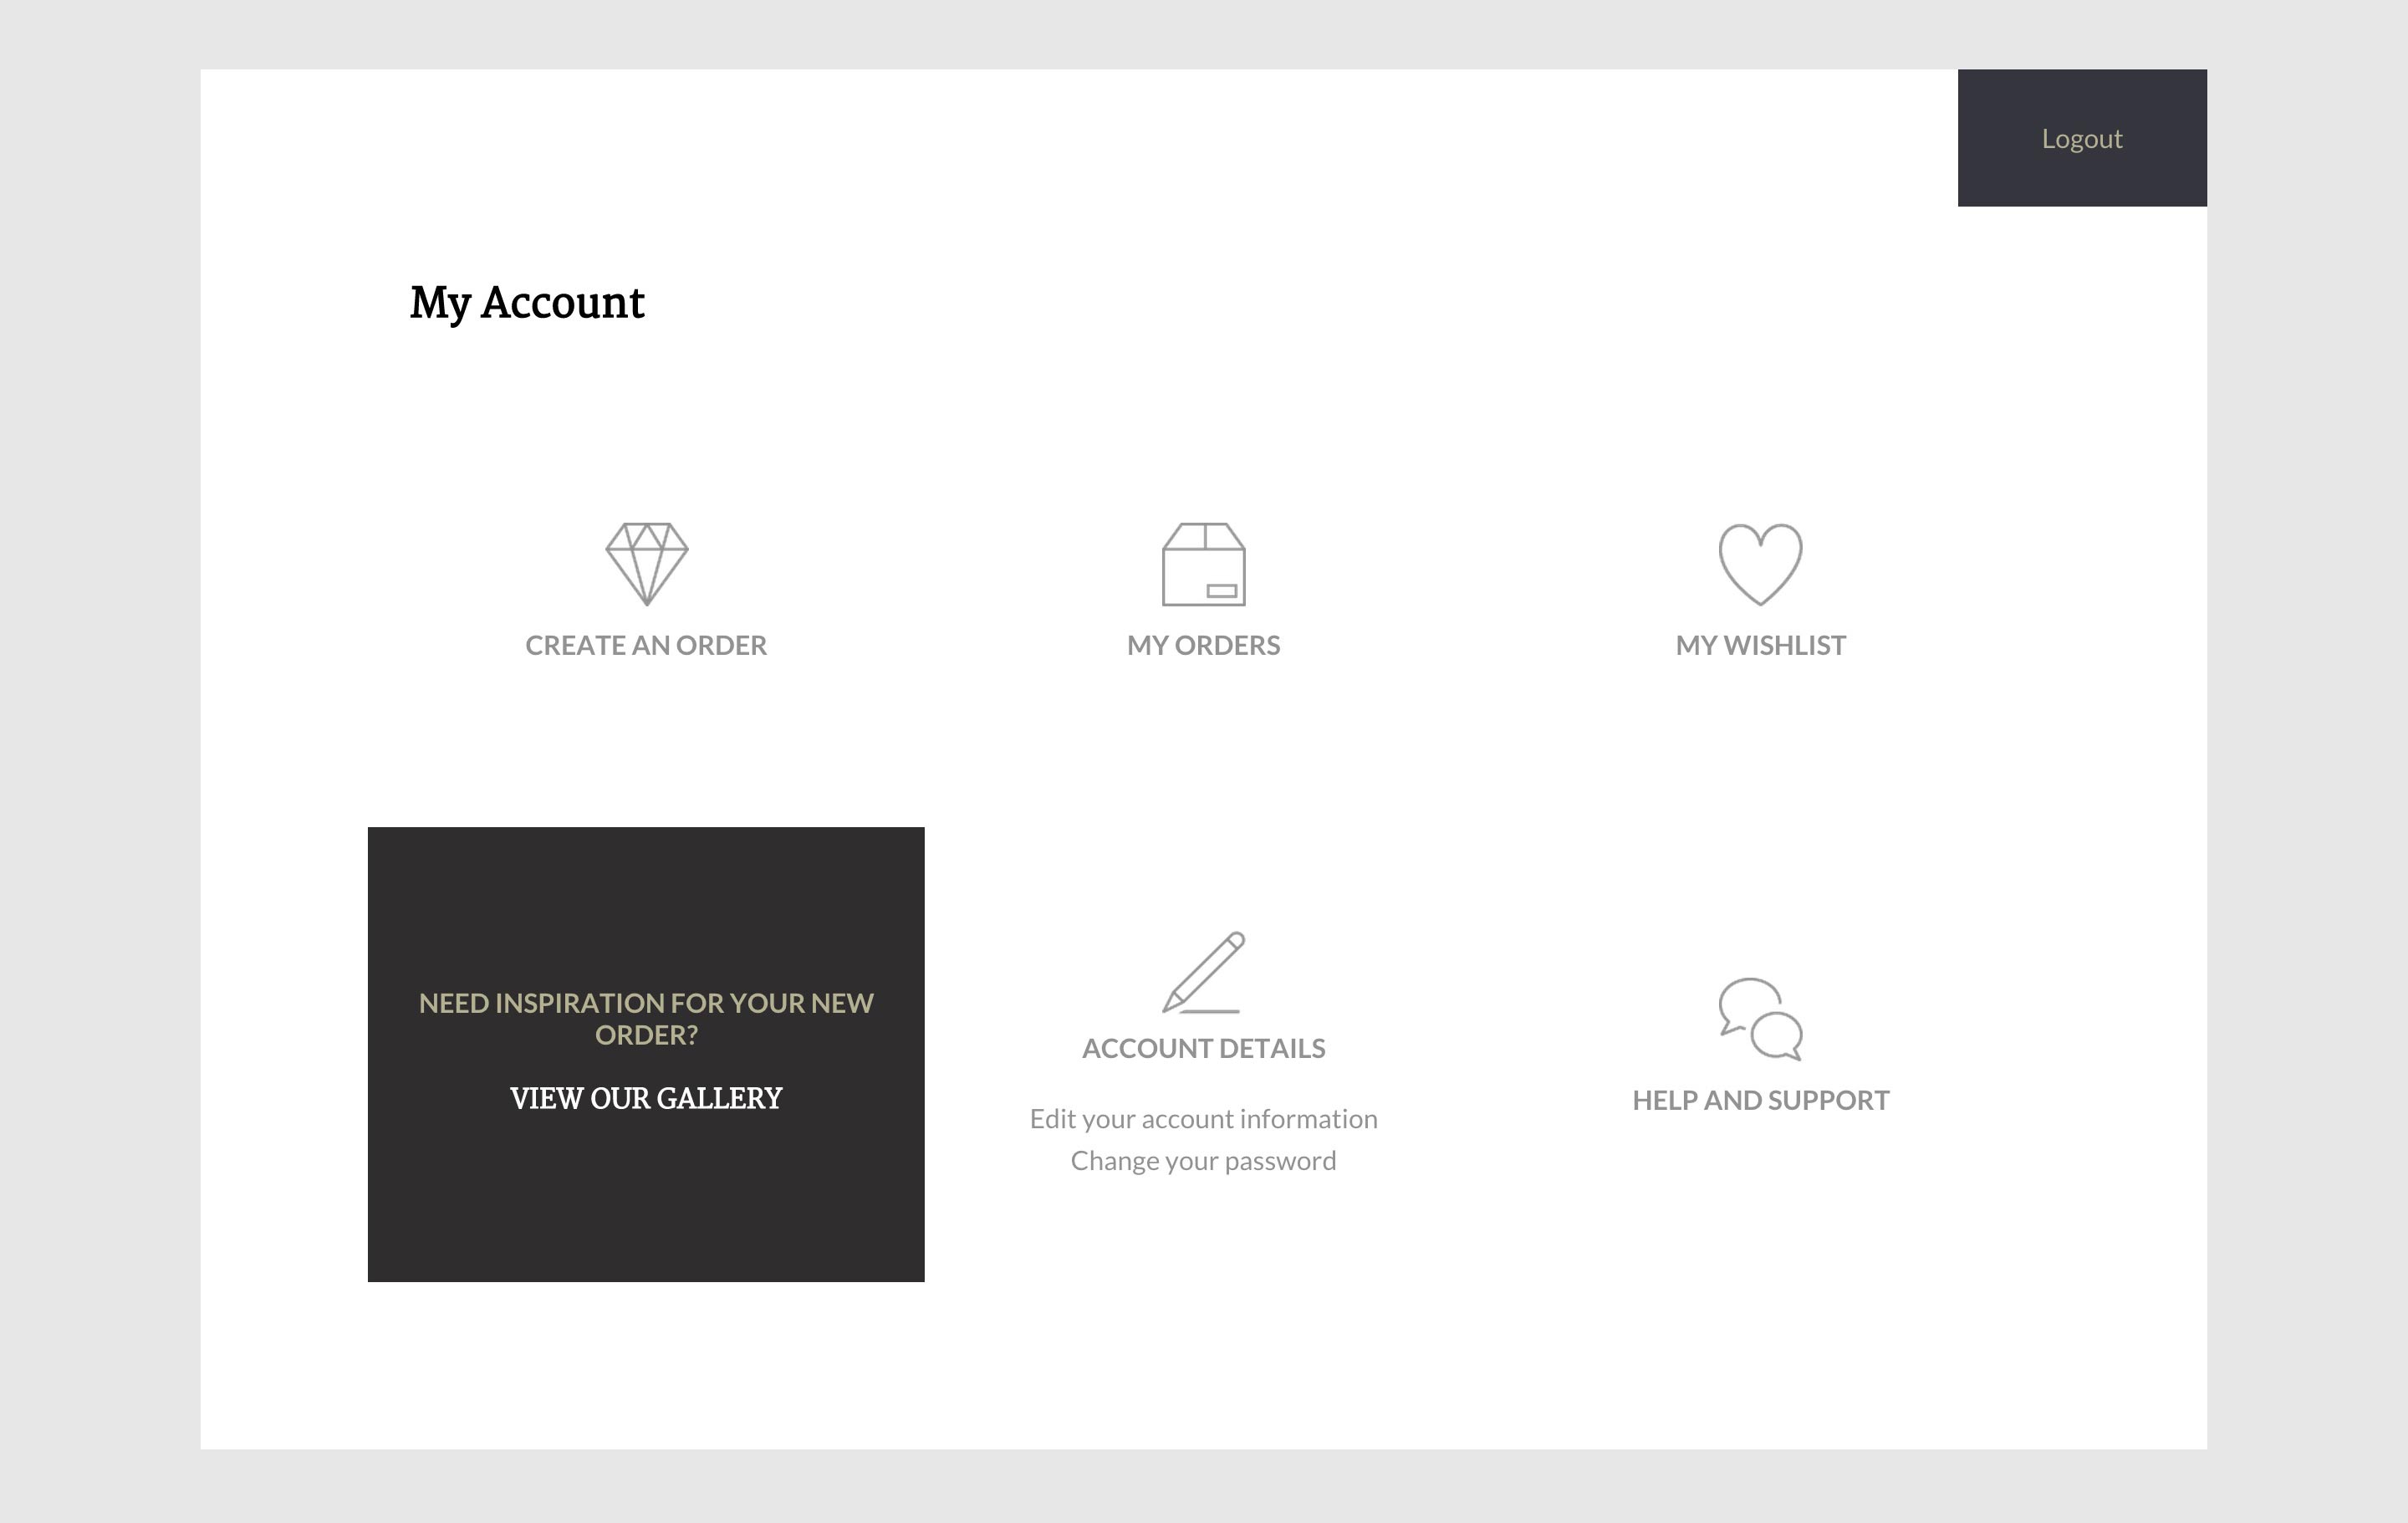 Logout
My Account
CREATE AN ORDER
MY ORDERS
MY WISHLIST
NEED INSPIRATION FOR YOUR NEW
ORDER?
VIEW OUR GALLERY
ACCOUNT DETAILS
Edit your account information
Change your password
HELP AND SUPPORT